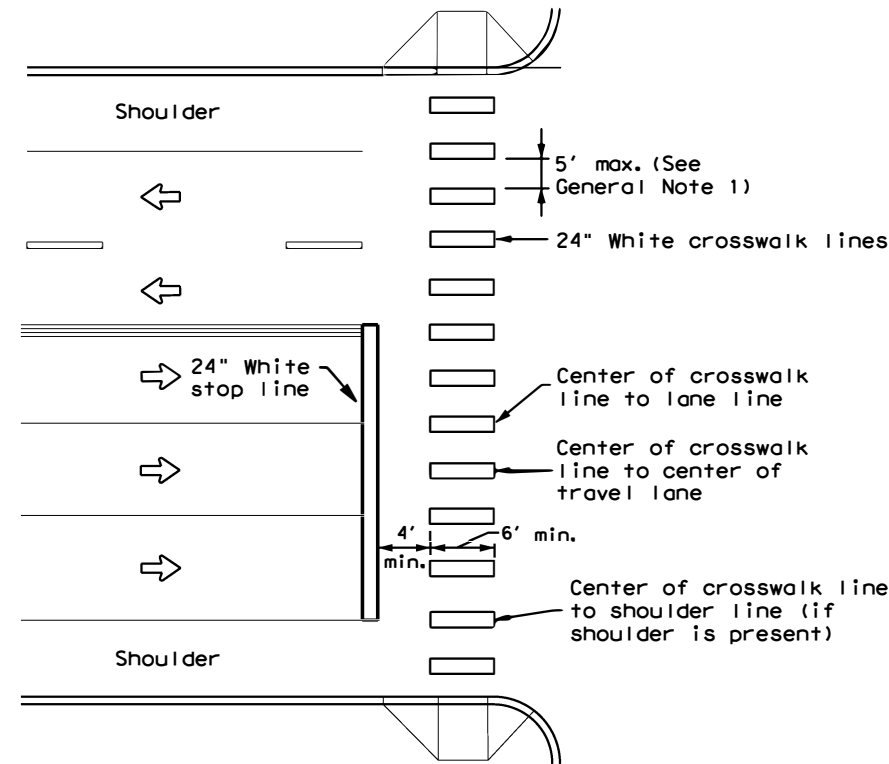 Shoulder
5' max. (See
General Note 1)
24" White crosswalk lines
24" White
stop line
Center of crosswalk
line to lane line
Center of crosswalk
line to center of
travel lane
4'
min.
6' min.
Center of crosswalk line
to shoulder line (if
shoulder is present)
Shoulder